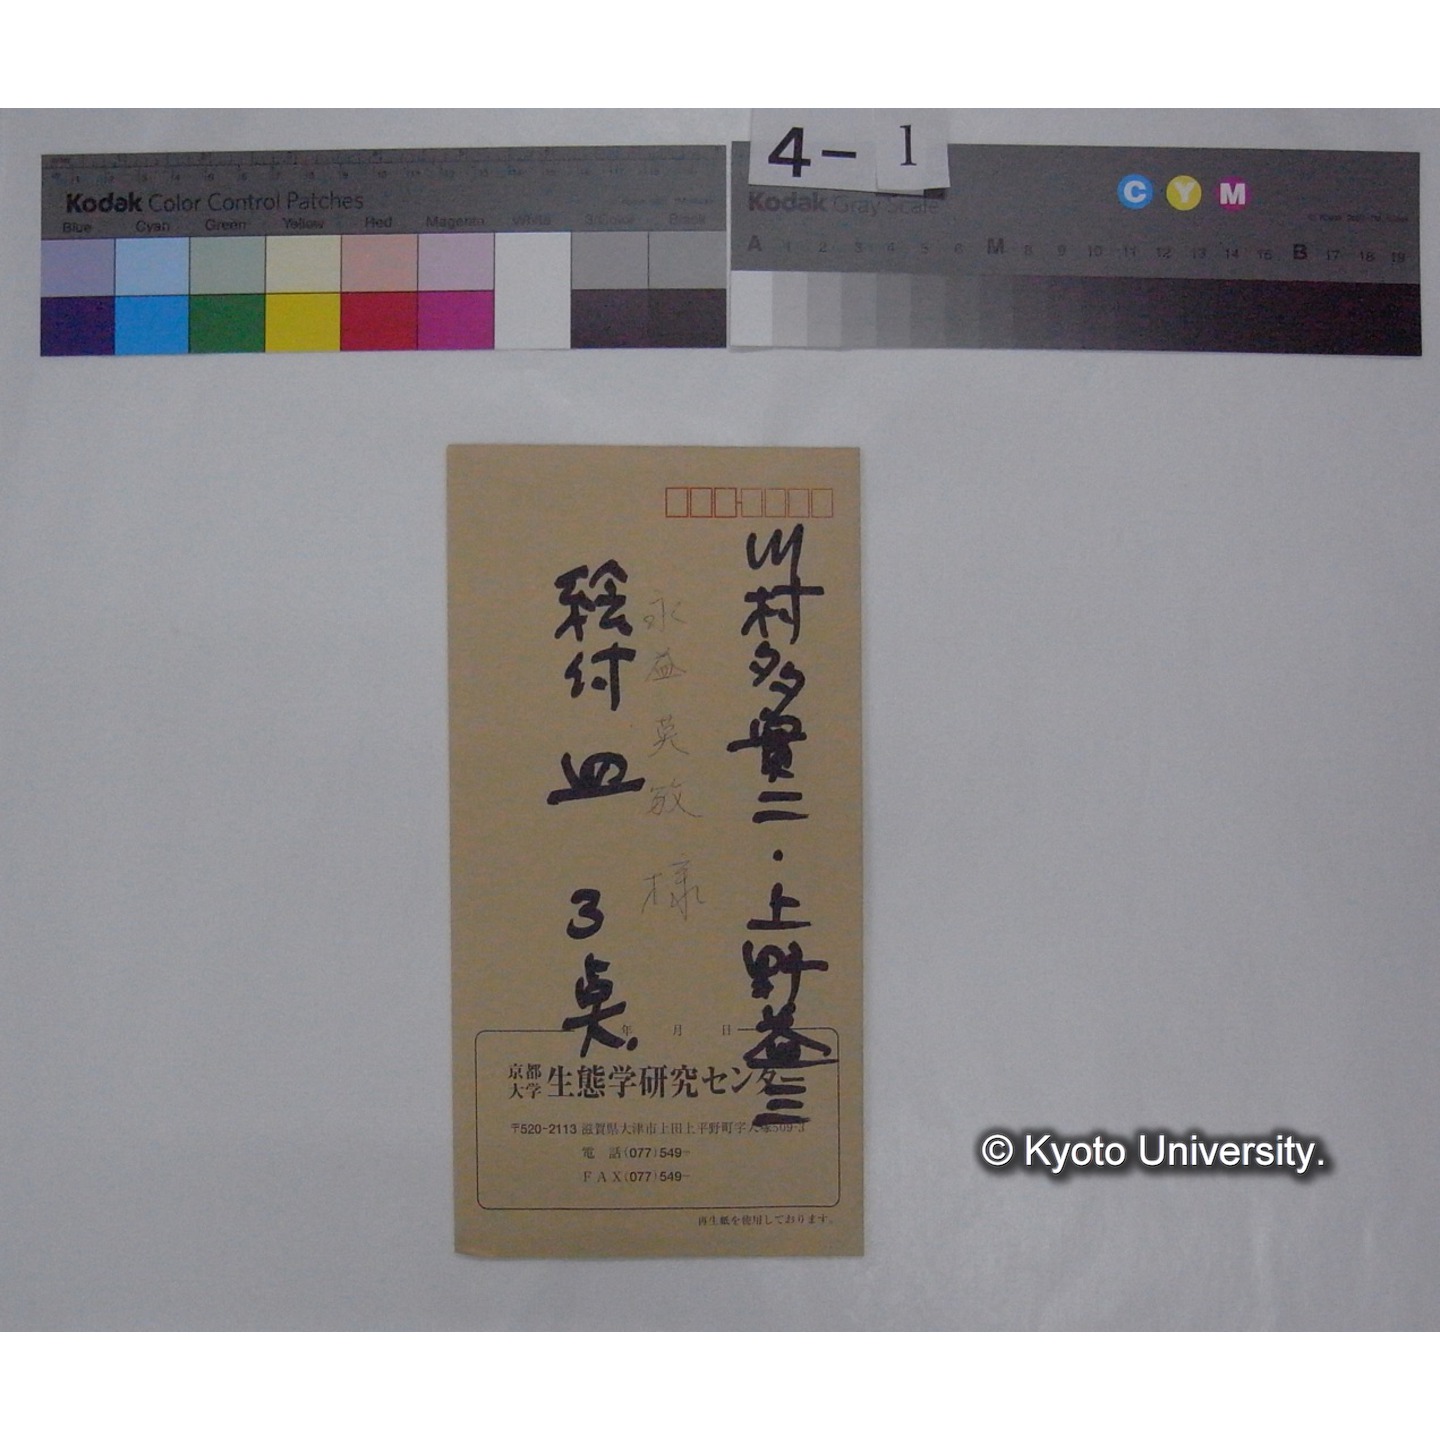 4-1
Kodak Color Control Patches
Blue Cyan Green Yellow Red Magenta White 3/Color Black
Kodak Gray Scale
C Y M
A 1 2 3 4 5 6 M 8 9 10 11 12 13 14 15 B 17 18 19
川村多實二・上野益三
永益英敏様
絵付皿 3点.
年 月 日
京都大学 生態学研究センター
〒520-2113 滋賀県大津市上田上平野町字大塚509-3
電 話(077)549-
FAX(077)549-
再生紙を使用しております。
© Kyoto University.